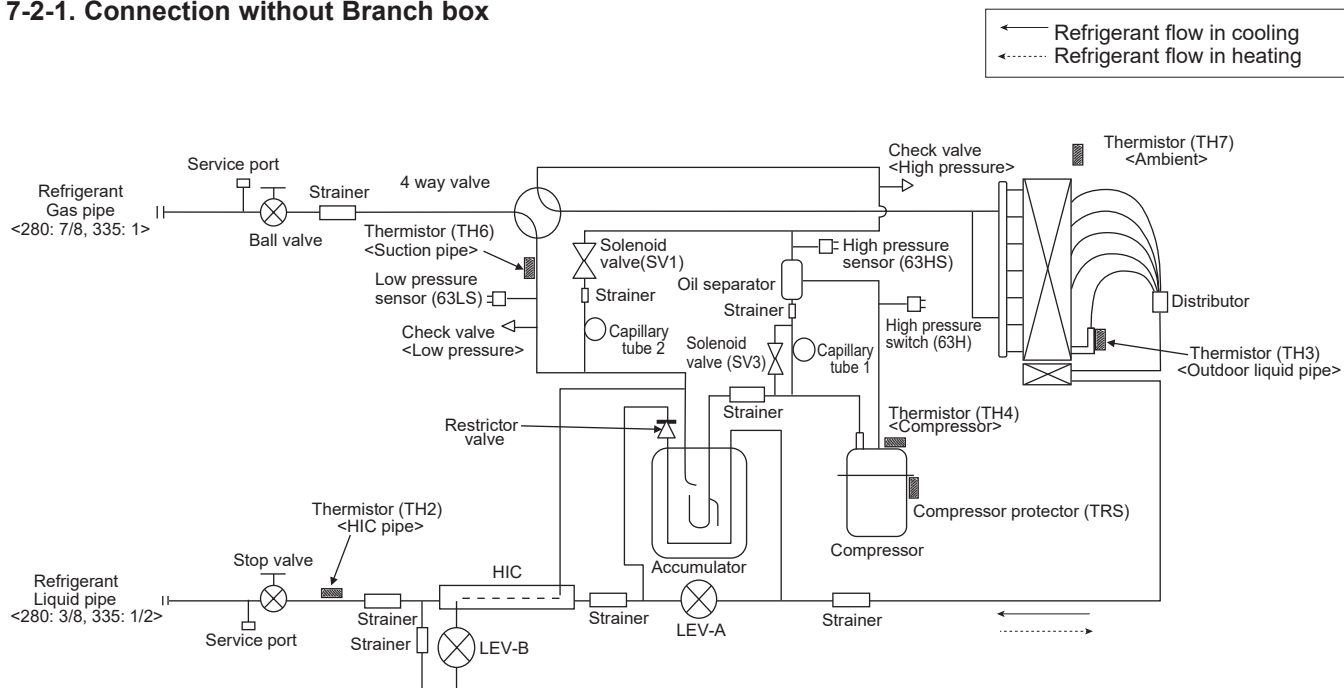 7-2-1. Connection without Branch box
Refrigerant flow in cooling
Refrigerant flow in heating
Service port
Refrigerant
Gas pipe
<280: 7/8, 335: 1>
Ball valve
Strainer
4 way valve
Thermistor (TH6)
<Suction pipe>
Low pressure
sensor (63LS)
Check valve
<Low pressure>
Solenoid
valve(SV1)
Strainer
Capillary
tube 2
Oil separator
Strainer
Solenoid
valve (SV3)
Capillary
tube 1
High pressure
sensor (63HS)
High pressure
switch (63H)
Check valve
<High pressure>
Thermistor (TH7)
<Ambient>
Distributor
Thermistor (TH3)
<Outdoor liquid pipe>
Restrictor
valve
Strainer
Thermistor (TH4)
<Compressor>
Compressor protector (TRS)
Compressor
Accumulator
Thermistor (TH2)
<HIC pipe>
Stop valve
Refrigerant
Liquid pipe
<280: 3/8, 335: 1/2>
Service port
Strainer
Strainer
HIC
LEV-B
Strainer
LEV-A
Strainer